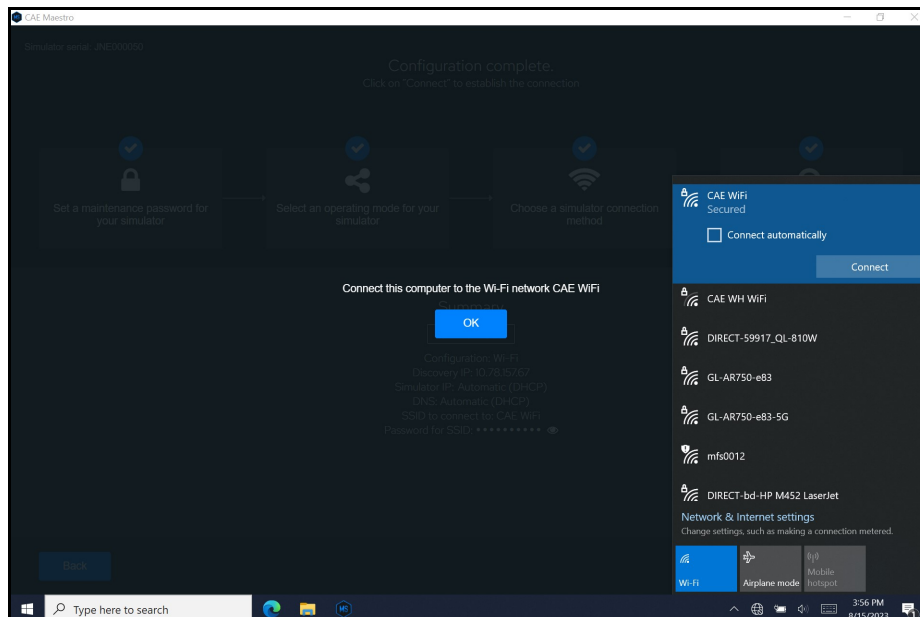 CAE Maestro
Simulator serial: JNE000050
Configuration complete.
Click on "Connect" to establish the connection
Set a maintenance password for
your simulator
Select an operating mode for your
simulator
Choose a simulator connection
method
Connect this computer to the Wi-Fi network CAE WiFi
Summary
OK
Configuration: Wi-Fi
Discovery IP: 10.78.157.67
Simulator IP: Automatic (DHCP)
DNS: Automatic (DHCP)
SSID to connect to: CAE WiFi
Password for SSID: ••••••••••
Back
CAE WiFi
Secured
Connect automatically
Connect
CAE WH WiFi
DIRECT-59917_QL-810W
GL-AR750-e83
GL-AR750-e83-5G
mfs0012
DIRECT-bd-HP M452 LaserJet
Network & Internet settings
Change settings, such as making a connection metered.
Wi-Fi
Airplane mode
Mobile
hotspot
Type here to search
MS
3:56 PM
8/15/2023
1